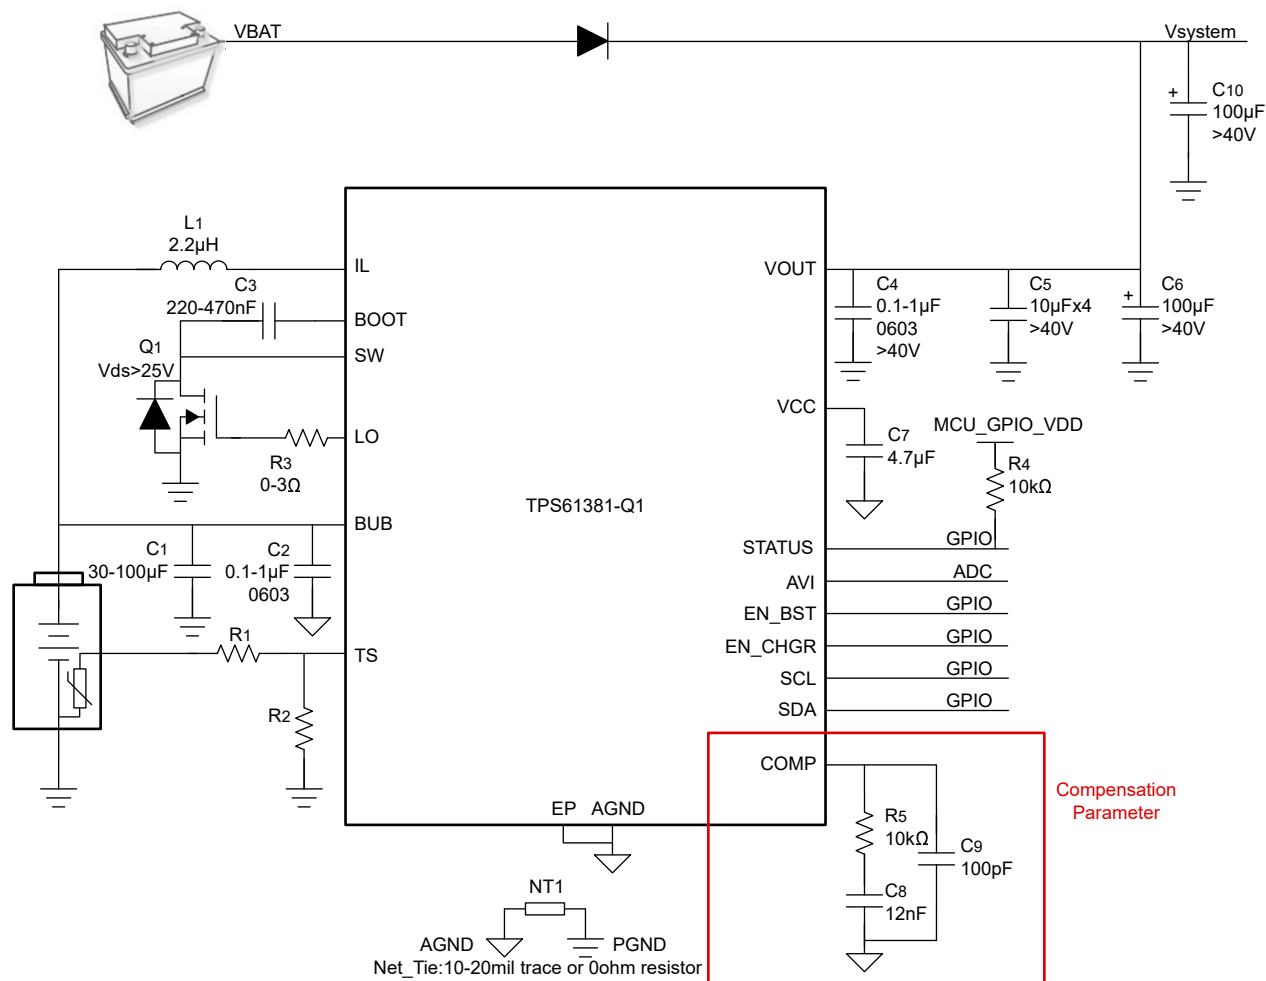 VBAT
Vsystem
+
C10
100µF
>40V
L1
2.2µH
IL
C3
220-470nF
BOOT
SW
Q1
Vds>25V
LO
R3
0-3Ω
BUB
C1
30-100µF
C2
0.1-1µF
0603
R1
TS
R2
TPS61381-Q1
VOUT
C4
0.1-1µF
0603
>40V
C5
10µFx4
>40V
+
C6
100µF
>40V
VCC
C7
4.7µF
MCU_GPIO_VDD
R4
10kΩ
STATUS
GPIO
AVI
ADC
EN_BST
GPIO
EN_CHGR
GPIO
SCL
GPIO
SDA
GPIO
COMP
Compensation
Parameter
R5
10kΩ
C9
100pF
C8
12nF
EP AGND
NT1
AGND
PGND
Net_Tie:10-20mil trace or 0ohm resistor